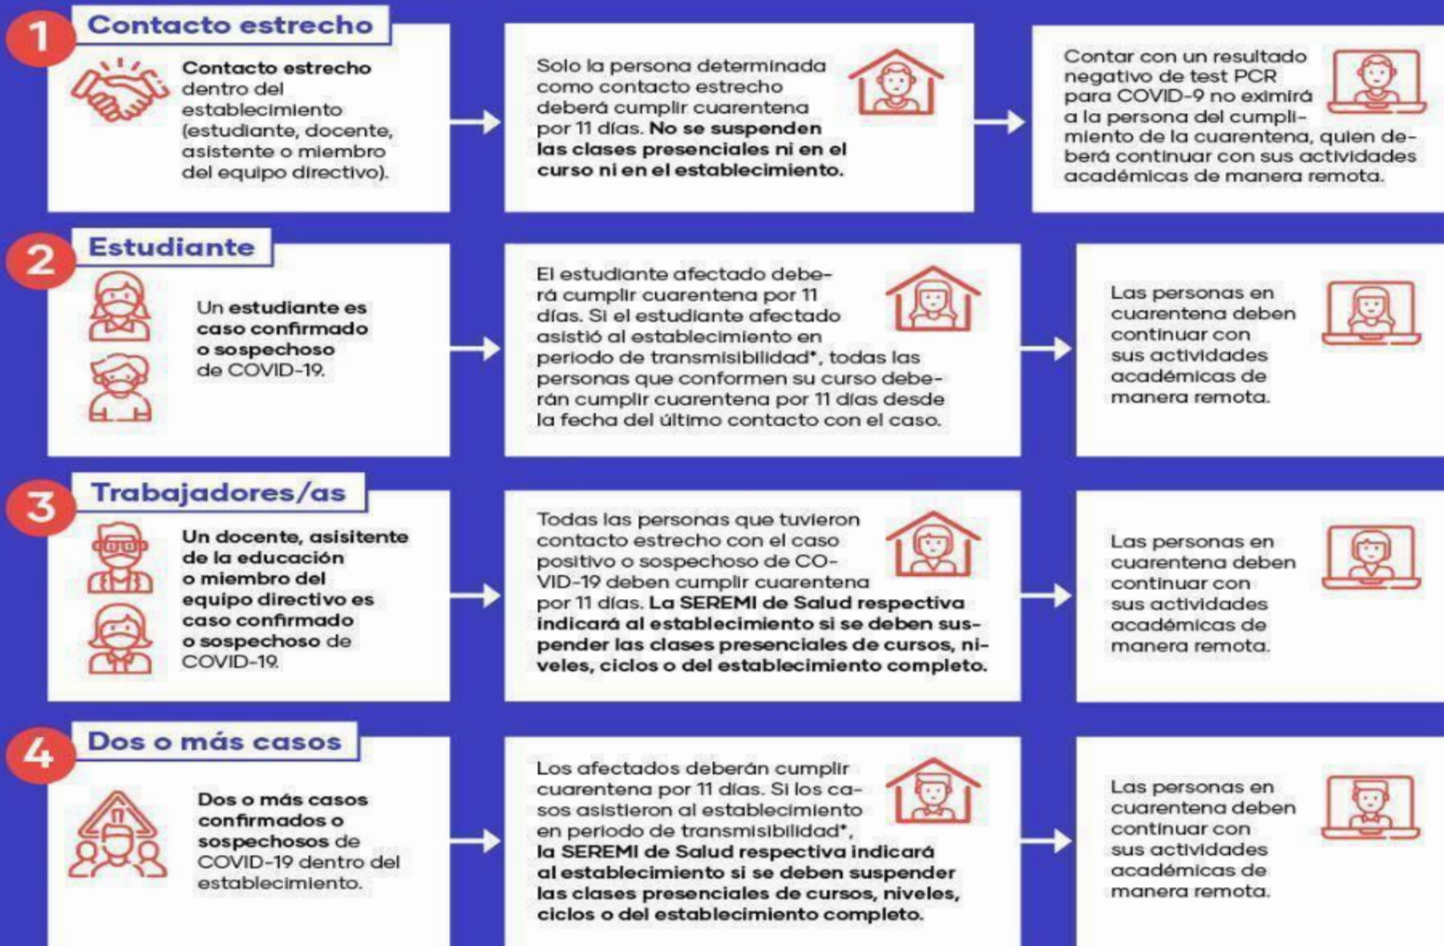 1
Contacto estrecho
Contacto estrecho
dentro del
establecimiento
(estudiante, docente,
asistente o miembro
del equipo directivo).
Solo la persona determinada
como contacto estrecho
deberá cumplir cuarentena
por 11 días. No se suspenden
las clases presenciales ni en el
curso ni en el establecimiento.
Contar con un resultado
negativo de test PCR
para COVID-9 no eximirá
a la persona del cumpli-
miento de la cuarentena, quien de-
berá continuar con sus actividades
académicas de manera remota.
2
Estudiante
Un estudiante es
caso confirmado
o sospechoso
de COVID-19.
El estudiante afectado debe-
rá cumplir cuarentena por 11
días. Si el estudiante afectado
asistió al establecimiento en
periodo de transmisibilidad*, todas las
personas que conformen su curso debe-
rán cumplir cuarentena por 11 días desde
la fecha del último contacto con el caso.
Las personas en
cuarentena deben
continuar con
sus actividades
académicas de
manera remota.
3
Trabajadores/as
Un docente, asisitente
de la educación
o miembro del
equipo directivo es
caso confirmado
o sospechoso de
COVID-19.
Todas las personas que tuvieron
contacto estrecho con el caso
positivo o sospechoso de CO-
VID-19 deben cumplir cuarentena
por 11 días. La SEREMI de Salud respectiva
indicará al establecimiento si se deben sus-
pender las clases presenciales de cursos, ni-
veles, ciclos o del establecimiento completo.
Las personas en
cuarentena deben
continuar con
sus actividades
académicas de
manera remota.
4
Dos o más casos
Dos o más casos
confirmados o
sospechosos de
COVID-19 dentro del
establecimiento.
Los afectados deberán cumplir
cuarentena por 11 días. Si los ca-
sos asistieron al establecimiento
en periodo de transmisibilidad*,
la SEREMI de Salud respectiva indicará
al establecimiento si se deben suspender
las clases presenciales de cursos, niveles,
ciclos o del establecimiento completo.
Las personas en
cuarentena deben
continuar con
sus actividades
académicas de
manera remota.